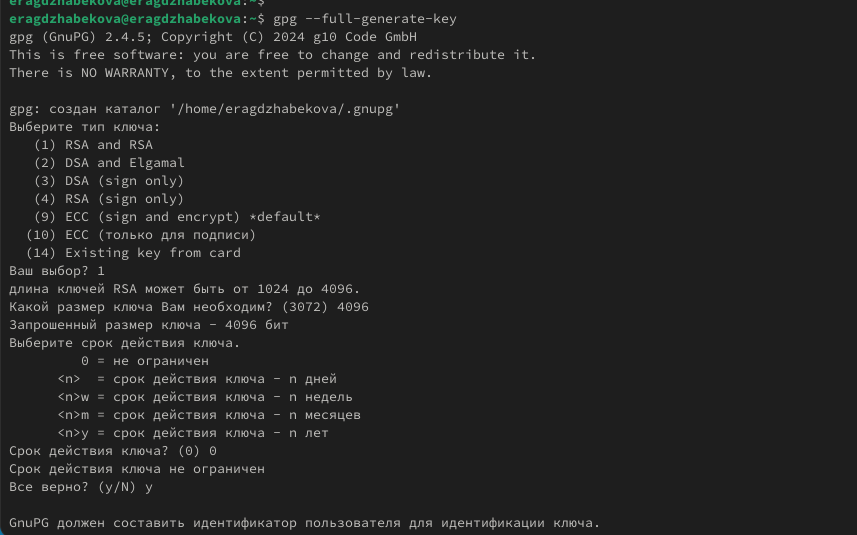 eragdzhabekova@eragdzhabekova:~$
eragdzhabekova@eragdzhabekova:~$ gpg --full-generate-key
gpg (GnuPG) 2.4.5; Copyright (C) 2024 g10 Code GmbH
This is free software: you are free to change and redistribute it.
There is NO WARRANTY, to the extent permitted by law.

gpg: создан каталог '/home/eragdzhabekova/.gnupg'
Выберите тип ключа:
   (1) RSA and RSA
   (2) DSA and Elgamal
   (3) DSA (sign only)
   (4) RSA (sign only)
   (9) ECC (sign and encrypt) *default*
  (10) ECC (только для подписи)
  (14) Existing key from card
Ваш выбор? 1
длина ключей RSA может быть от 1024 до 4096.
Какой размер ключа Вам необходим? (3072) 4096
Запрошенный размер ключа - 4096 бит
Выберите срок действия ключа.
         0 = не ограничен
      <n>  = срок действия ключа - n дней
      <n>w = срок действия ключа - n недель
      <n>m = срок действия ключа - n месяцев
      <n>y = срок действия ключа - n лет
Срок действия ключа? (0) 0
Срок действия ключа не ограничен
Все верно? (y/N) y

GnuPG должен составить идентификатор пользователя для идентификации ключа.